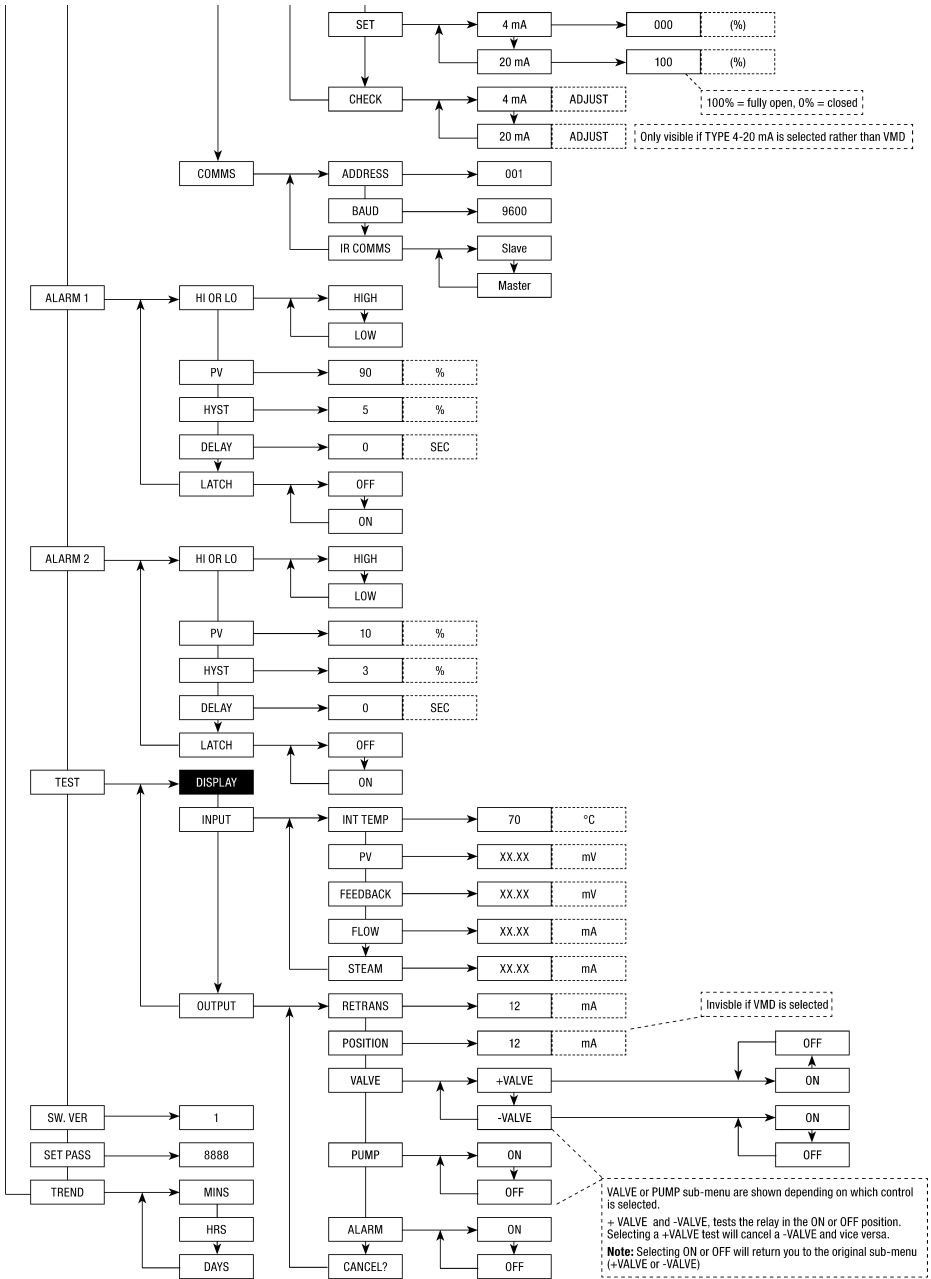 SET 4 mA 000 (%)
20 mA 100 (%)
CHECK 4 mA ADJUST
100% = fully open, 0% = closed
20 mA ADJUST Only visible if TYPE 4-20 mA is selected rather than VMD
COMMS ADDRESS 001
BAUD 9600
IR COMMS Slave
Master
ALARM 1 HI OR LO HIGH
LOW
PV 90 %
HYST 5 %
DELAY 0 SEC
LATCH OFF
ON
ALARM 2 HI OR LO HIGH
LOW
PV 10 %
HYST 3 %
DELAY 0 SEC
LATCH OFF
ON
TEST DISPLAY
INPUT INT TEMP 70 °C
PV XX.XX mV
FEEDBACK XX.XX mV
FLOW XX.XX mA
STEAM XX.XX mA
OUTPUT RETRANS 12 mA
Invisble if VMD is selected
POSITION 12 mA
OFF
VALVE +VALVE ON
SW. VER 1
-VALVE ON
SET PASS 8888
PUMP ON
OFF
TREND MINS
OFF
HRS
ALARM ON
DAYS
CANCEL? OFF
VALVE or PUMP sub-menu are shown depending on which control
is selected.
+ VALVE and -VALVE, tests the relay in the ON or OFF position.
Selecting a +VALVE test will cancel a -VALVE and vice versa.
Note: Selecting ON or OFF will return you to the original sub-menu
(+VALVE or -VALVE)